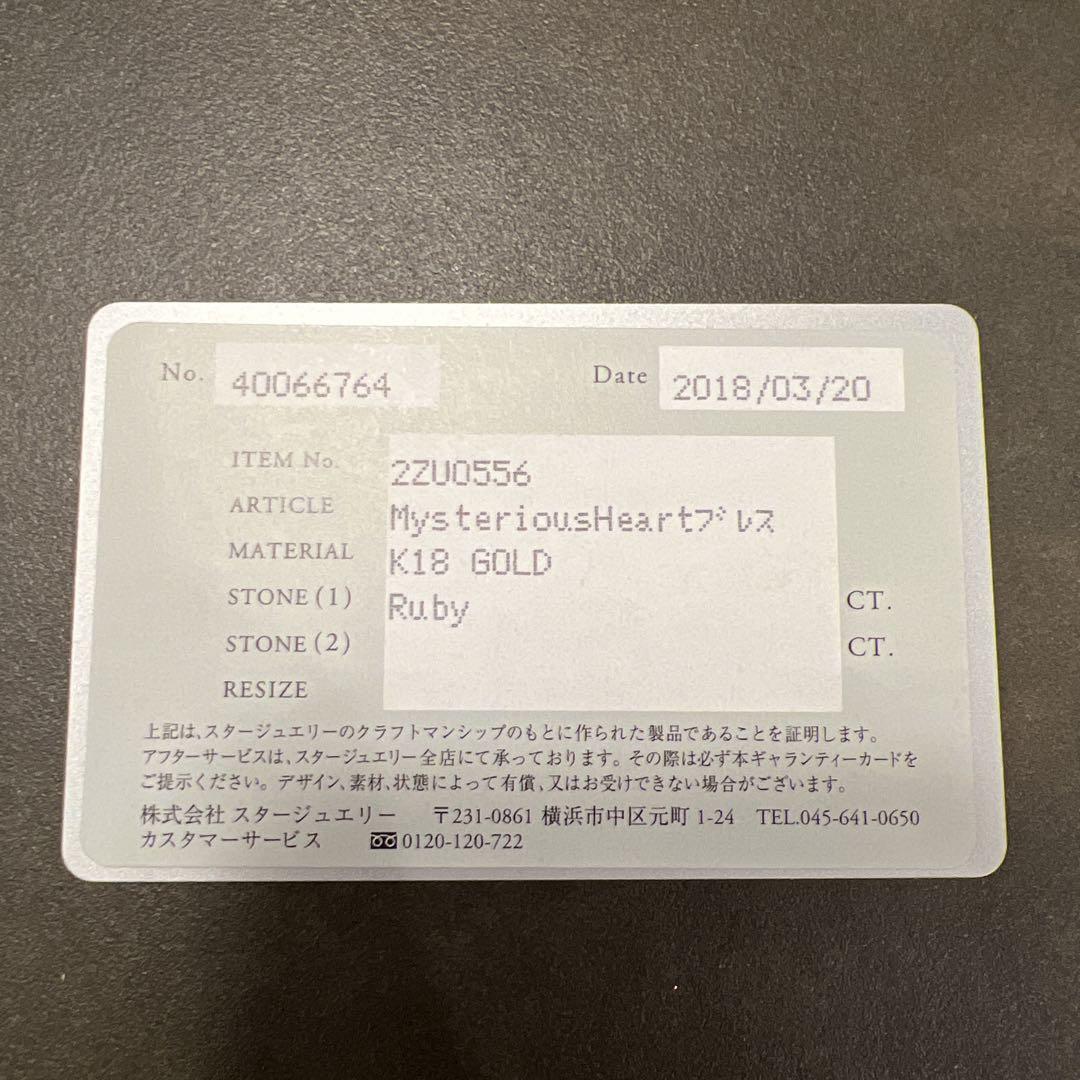 No. 40066764 Date 2018/03/20
ITEM No. 2ZU0556
ARTICLE MysteriousHeartブレス
MATERIAL K18 GOLD
STONE (1) Ruby CT.
STONE (2) CT.
RESIZE
上記は、スタージュエリーのクラフトマンシップのもとに作られた製品であることを証明します。
アフターサービスは、スタージュエリー全店にて承っております。その際は必ず本ギャランティーカードを
ご提示ください。デザイン、素材、状態によって有償、又はお受けできない場合がございます。
株式会社 スタージュエリー 〒231-0861 横浜市中区元町 1-24 TEL.045-641-0650
カスタマーサービス 0120-120-722